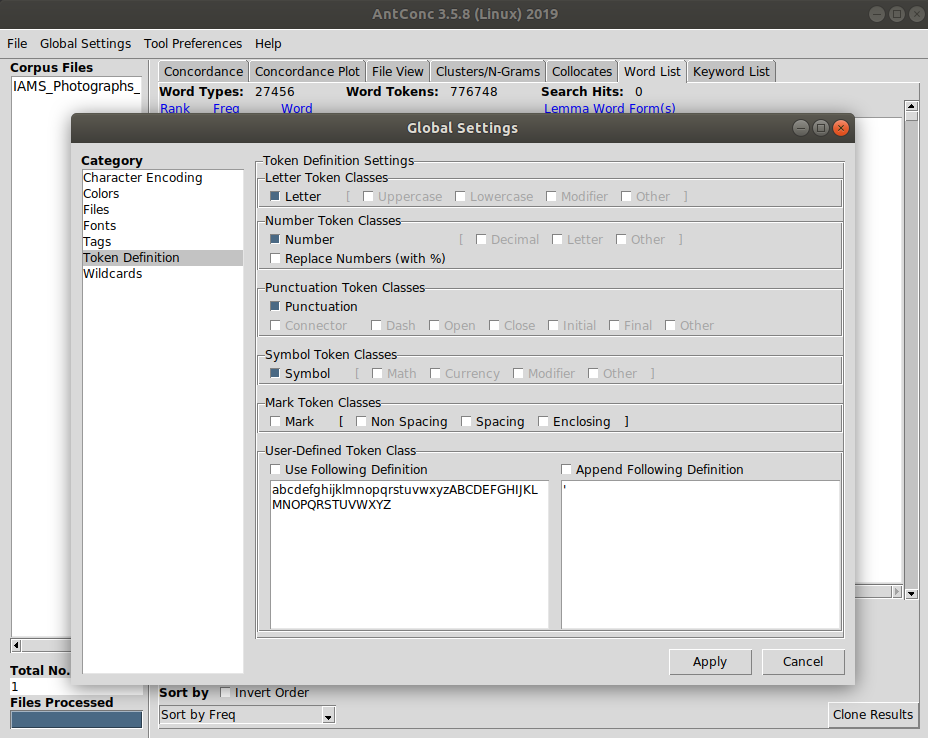 AntConc 3.5.8 (Linux) 2019
File Global Settings Tool Preferences Help
Corpus Files
IAMS_Photographs_
Concordance Concordance Plot File View Clusters/N-Grams Collocates Word List Keyword List
Word Types: 27456 Word Tokens: 776748 Search Hits: 0
Rank Freq Word Lemma Word Form(s)
Global Settings
Category
Character Encoding
Colors
Files
Fonts
Tags
Token Definition
Wildcards
Token Definition Settings
Letter Token Classes
Letter [ Uppercase Lowercase Modifier Other ]
Number Token Classes
Number [ Decimal Letter Other ]
Replace Numbers (with %)
Punctuation Token Classes
Punctuation
Connector Dash Open Close Initial Final Other
Symbol Token Classes
Symbol [ Math Currency Modifier Other ]
Mark Token Classes
Mark [ Non Spacing Spacing Enclosing ]
User-Defined Token Class
Use Following Definition Append Following Definition
abcdefghijklmnopqrstuvwxyzABCDEFGHIJKL '
MNOPQRSTUVWXYZ
Apply Cancel
Total No.
1
Files Processed
Sort by Invert Order
Sort by Freq
Clone Results